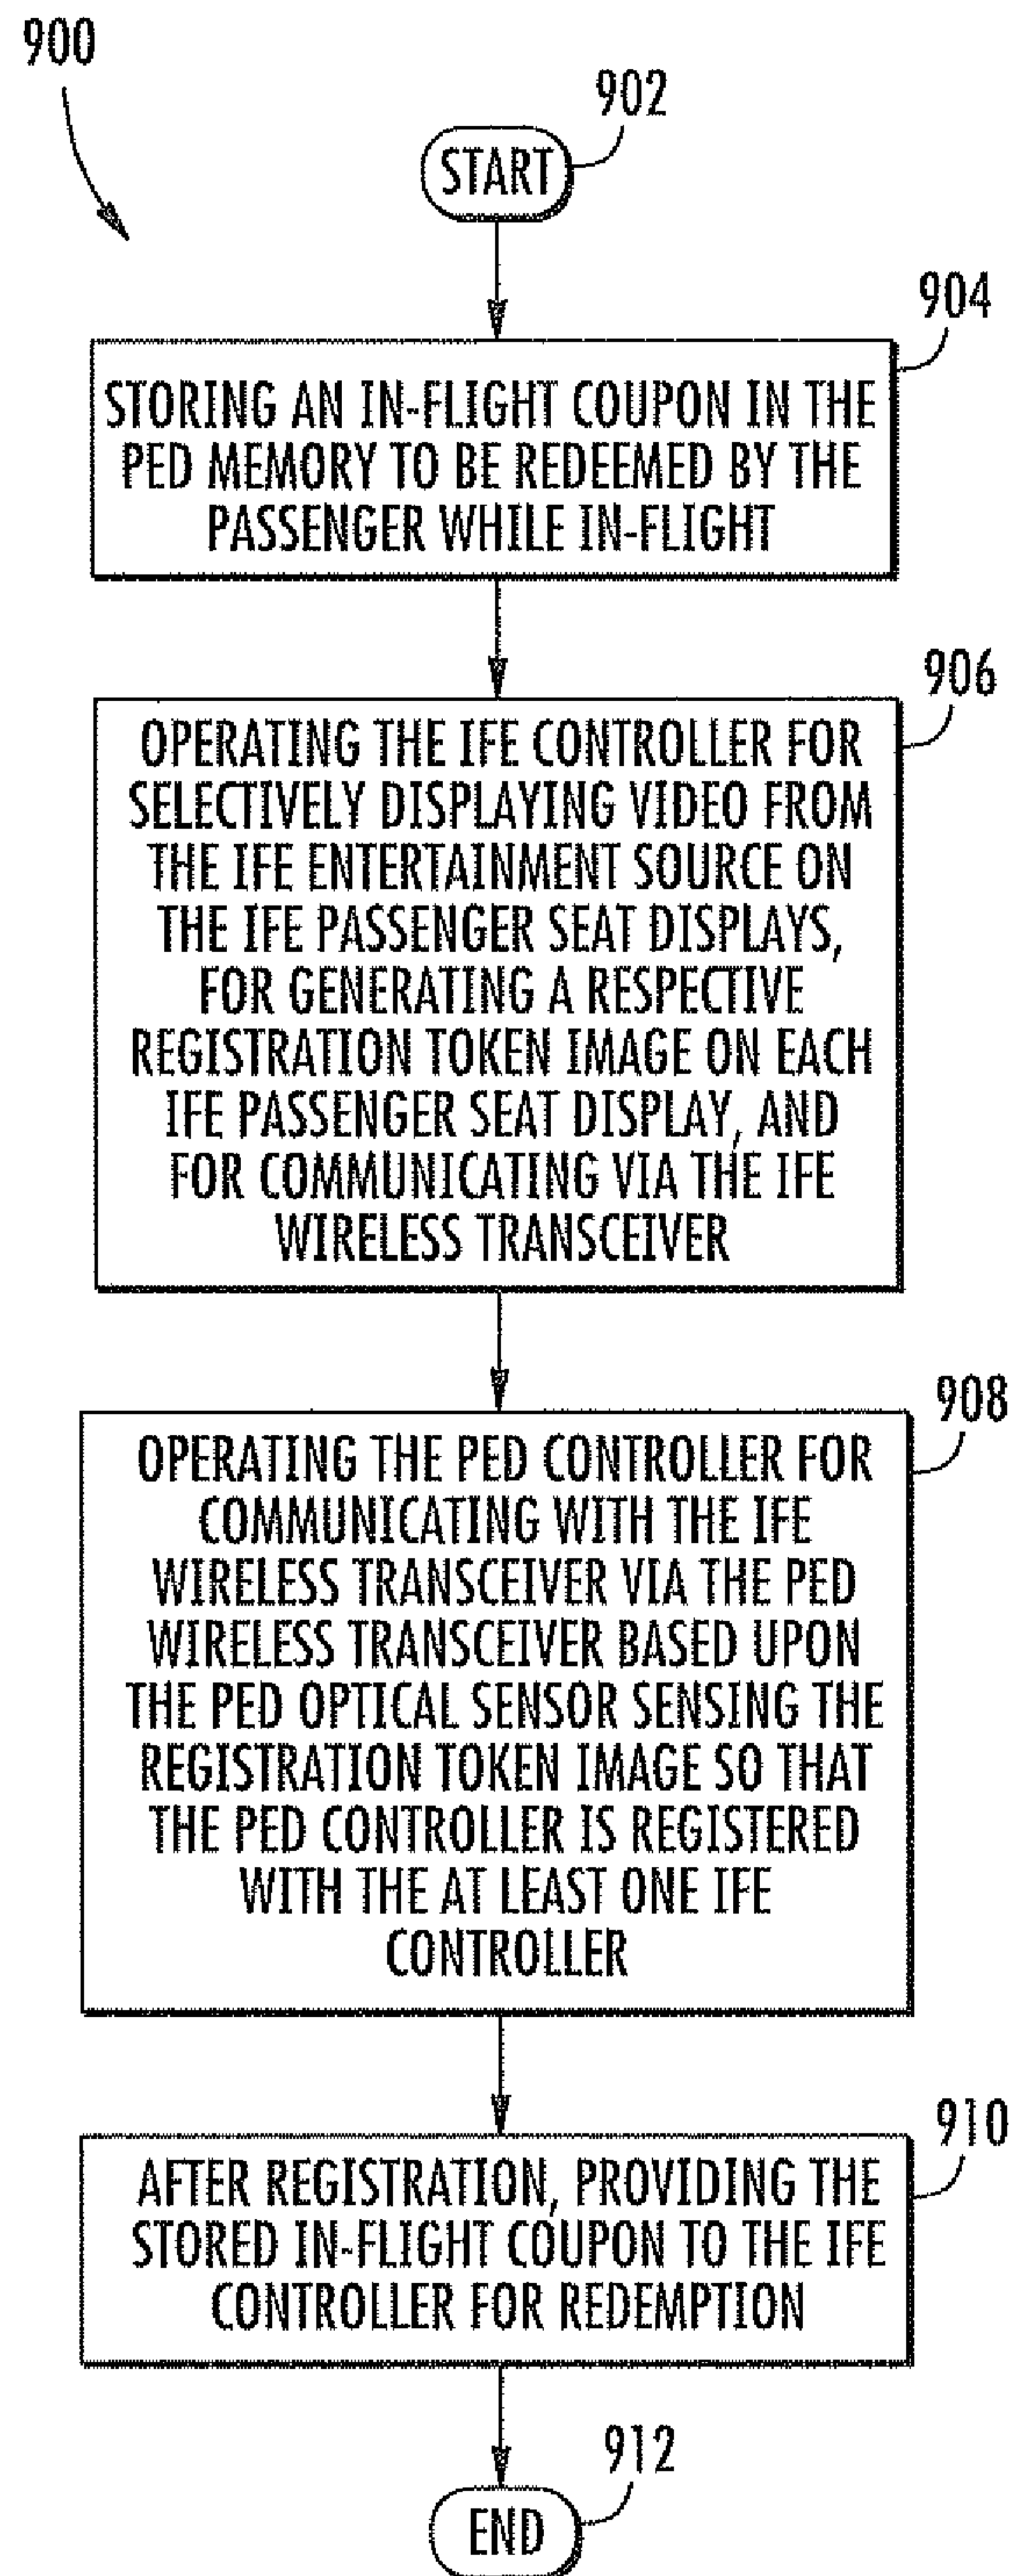 900
902
START
904
STORING AN IN-FLIGHT COUPON IN THE
PED MEMORY TO BE REDEEMED BY THE
PASSENGER WHILE IN-FLIGHT
906
OPERATING THE IFE CONTROLLER FOR
SELECTIVELY DISPLAYING VIDEO FROM
THE IFE ENTERTAINMENT SOURCE ON
THE IFE PASSENGER SEAT DISPLAYS,
FOR GENERATING A RESPECTIVE
REGISTRATION TOKEN IMAGE ON EACH
IFE PASSENGER SEAT DISPLAY, AND
FOR COMMUNICATING VIA THE IFE
WIRELESS TRANSCEIVER
908
OPERATING THE PED CONTROLLER FOR
COMMUNICATING WITH THE IFE
WIRELESS TRANSCEIVER VIA THE PED
WIRELESS TRANSCEIVER BASED UPON
THE PED OPTICAL SENSOR SENSING THE
REGISTRATION TOKEN IMAGE SO THAT
THE PED CONTROLLER IS REGISTERED
WITH THE AT LEAST ONE IFE
CONTROLLER
910
AFTER REGISTRATION, PROVIDING THE
STORED IN-FLIGHT COUPON TO THE IFE
CONTROLLER FOR REDEMPTION
912
END